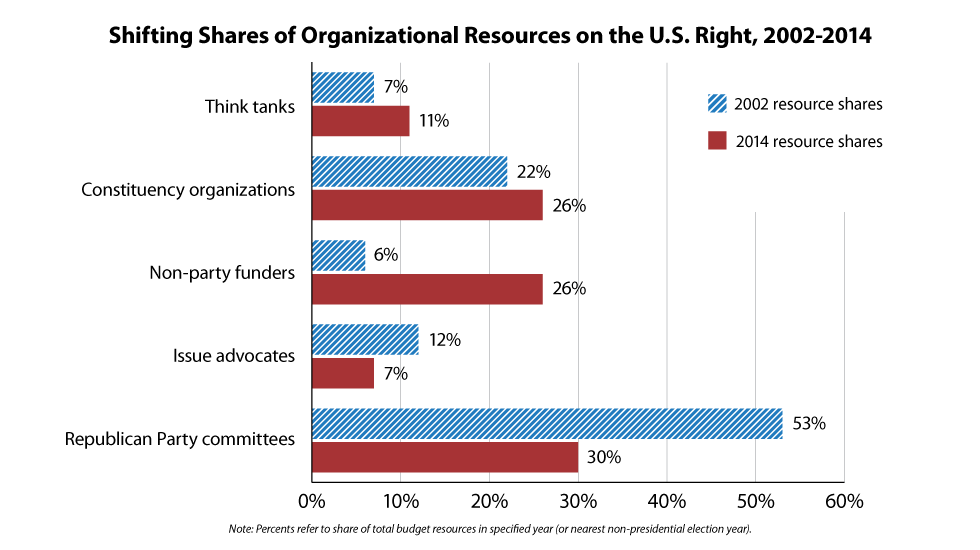 Shifting Shares of Organizational Resources on the U.S. Right, 2002-2014
2002 resource shares
2014 resource shares
Think tanks
7%
11%
Constituency organizations
22%
26%
Non-party funders
6%
26%
Issue advocates
12%
7%
Republican Party committees
53%
30%
0% 10% 20% 30% 40% 50% 60%
Note: Percents refer to share of total budget resources in specified year (or nearest non-presidential election year).